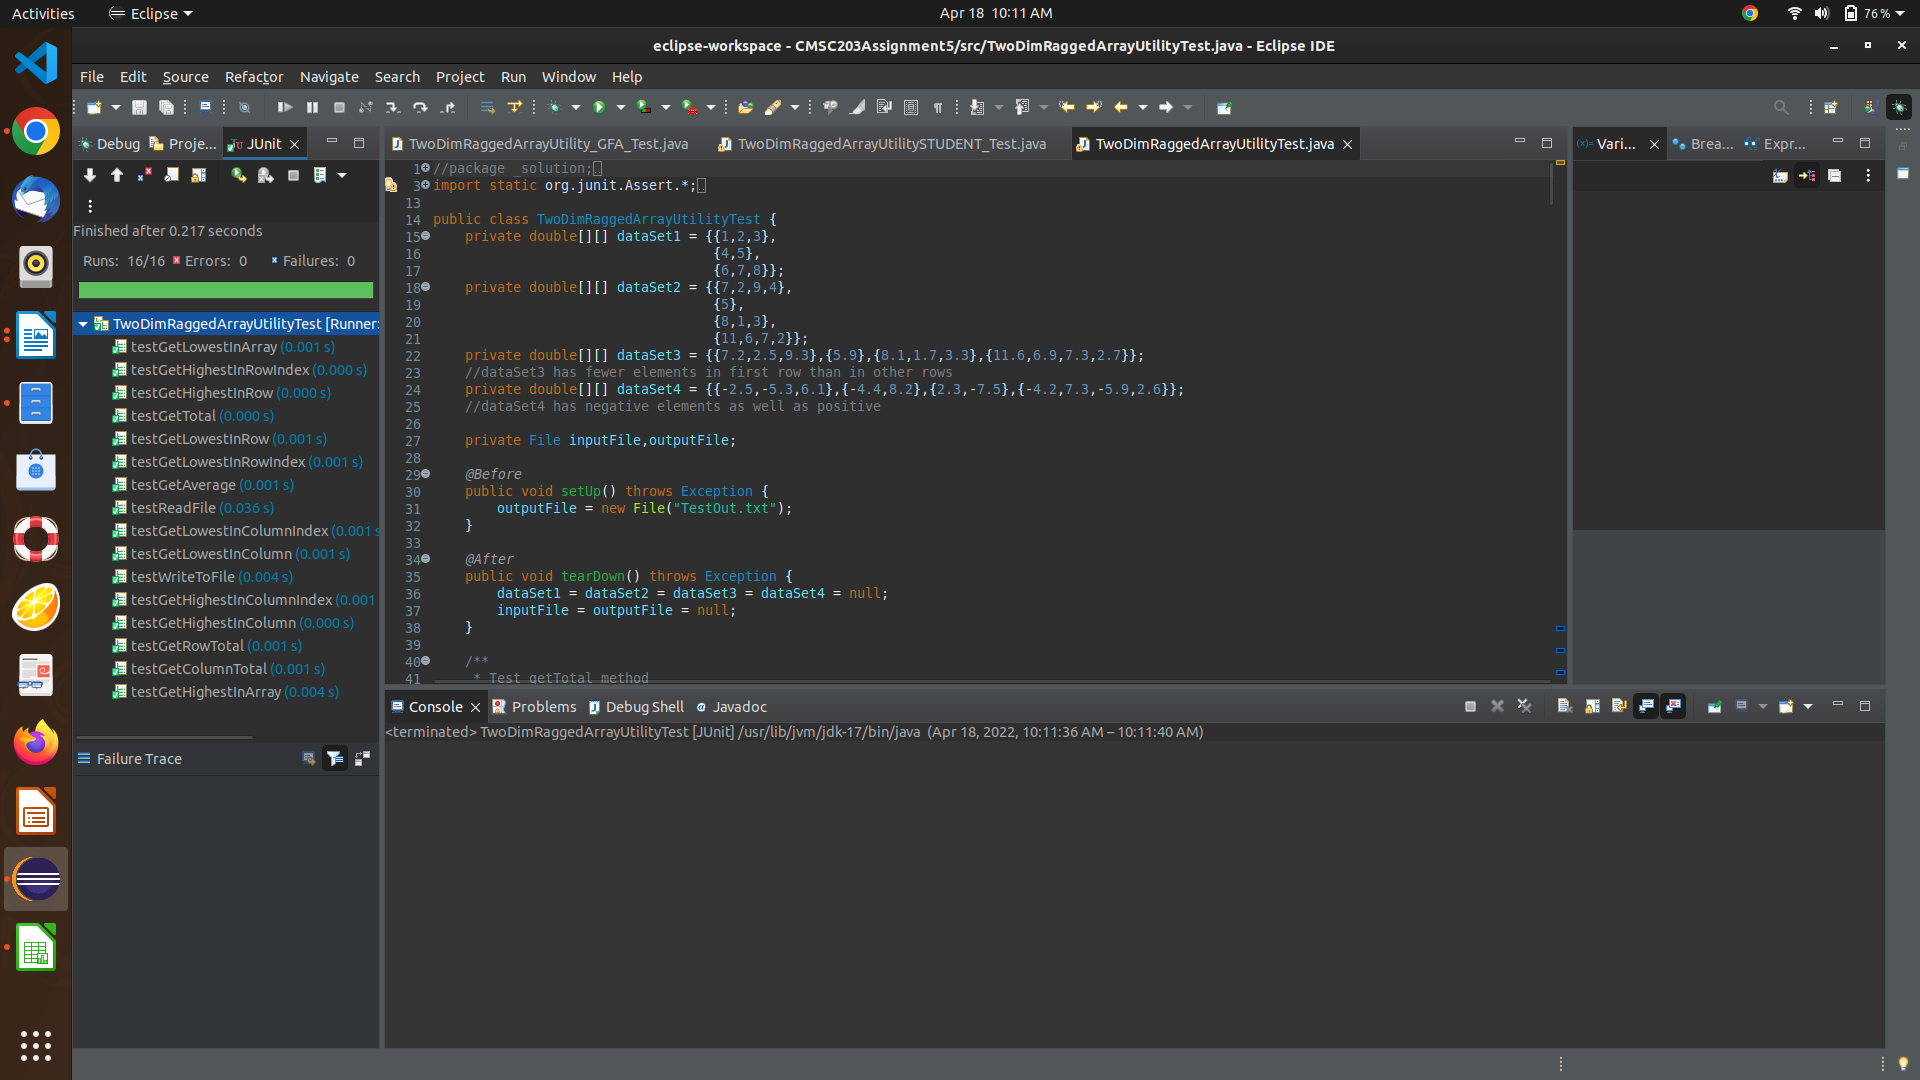 Activities Eclipse Apr 18 10:11 AM 76 %
eclipse-workspace - CMSC203Assignment5/src/TwoDimRaggedArrayUtilityTest.java - Eclipse IDE
File Edit Source Refactor Navigate Search Project Run Window Help
Debug Proje... JUnit
Finished after 0.217 seconds
Runs: 16/16 Errors: 0 Failures: 0
TwoDimRaggedArrayUtilityTest [Runner:
testGetLowestInArray (0.001 s)
testGetHighestInRowIndex (0.000 s)
testGetHighestInRow (0.000 s)
testGetTotal (0.000 s)
testGetLowestInRow (0.001 s)
testGetLowestInRowIndex (0.001 s)
testGetAverage (0.001 s)
testReadFile (0.036 s)
testGetLowestInColumnIndex (0.001 s
testGetLowestInColumn (0.001 s)
testWriteToFile (0.004 s)
testGetHighestInColumnIndex (0.001
testGetHighestInColumn (0.000 s)
testGetRowTotal (0.001 s)
testGetColumnTotal (0.001 s)
testGetHighestInArray (0.004 s)
Failure Trace
TwoDimRaggedArrayUtility_GFA_Test.java TwoDimRaggedArrayUtilitySTUDENT_Test.java TwoDimRaggedArrayUtilityTest.java
1 //package _solution;
3 import static org.junit.Assert.*;
13
14 public class TwoDimRaggedArrayUtilityTest {
15 private double[][] dataSet1 = {{1,2,3},
16 {4,5},
17 {6,7,8}};
18 private double[][] dataSet2 = {{7,2,9,4},
19 {5},
20 {8,1,3},
21 {11,6,7,2}};
22 private double[][] dataSet3 = {{7.2,2.5,9.3},{5.9},{8.1,1.7,3.3},{11.6,6.9,7.3,2.7}};
23 //dataSet3 has fewer elements in first row than in other rows
24 private double[][] dataSet4 = {{-2.5,-5.3,6.1},{-4.4,8.2},{2.3,-7.5},{-4.2,7.3,-5.9,2.6}};
25 //dataSet4 has negative elements as well as positive
26
27 private File inputFile,outputFile;
28
29 @Before
30 public void setUp() throws Exception {
31 outputFile = new File("TestOut.txt");
32 }
33
34 @After
35 public void tearDown() throws Exception {
36 dataSet1 = dataSet2 = dataSet3 = dataSet4 = null;
37 inputFile = outputFile = null;
38 }
39
40 /**
41 * Test getTotal method
Vari... Brea... Expr...
Console Problems Debug Shell Javadoc
<terminated> TwoDimRaggedArrayUtilityTest [JUnit] /usr/lib/jvm/jdk-17/bin/java (Apr 18, 2022, 10:11:36 AM – 10:11:40 AM)